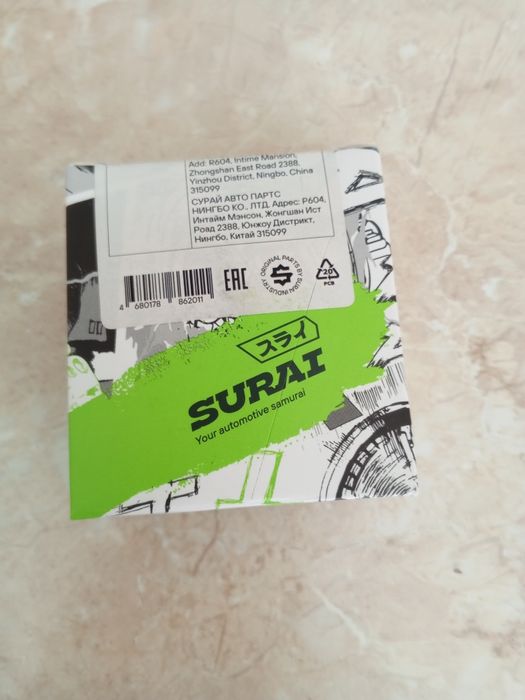 Add: R604, Intime Mansion,
Zhongshan East Road 2388,
Yinzhou District, Ningbo, China
315099
СУРАЙ АВТО ПАРТС
НИНГБО КО., ЛТД. Адрес: Р604,
Интайм Мэнсон, Жонгшан Ист
Роад 2388, Юнжоу Дистрикт,
Нингбо, Китай 315099
4 680178 862011
EAC
ORIGINAL PARTS BY SURAI INDUSTRY
20
PCB
スライ
SURAI
Your automotive samurai